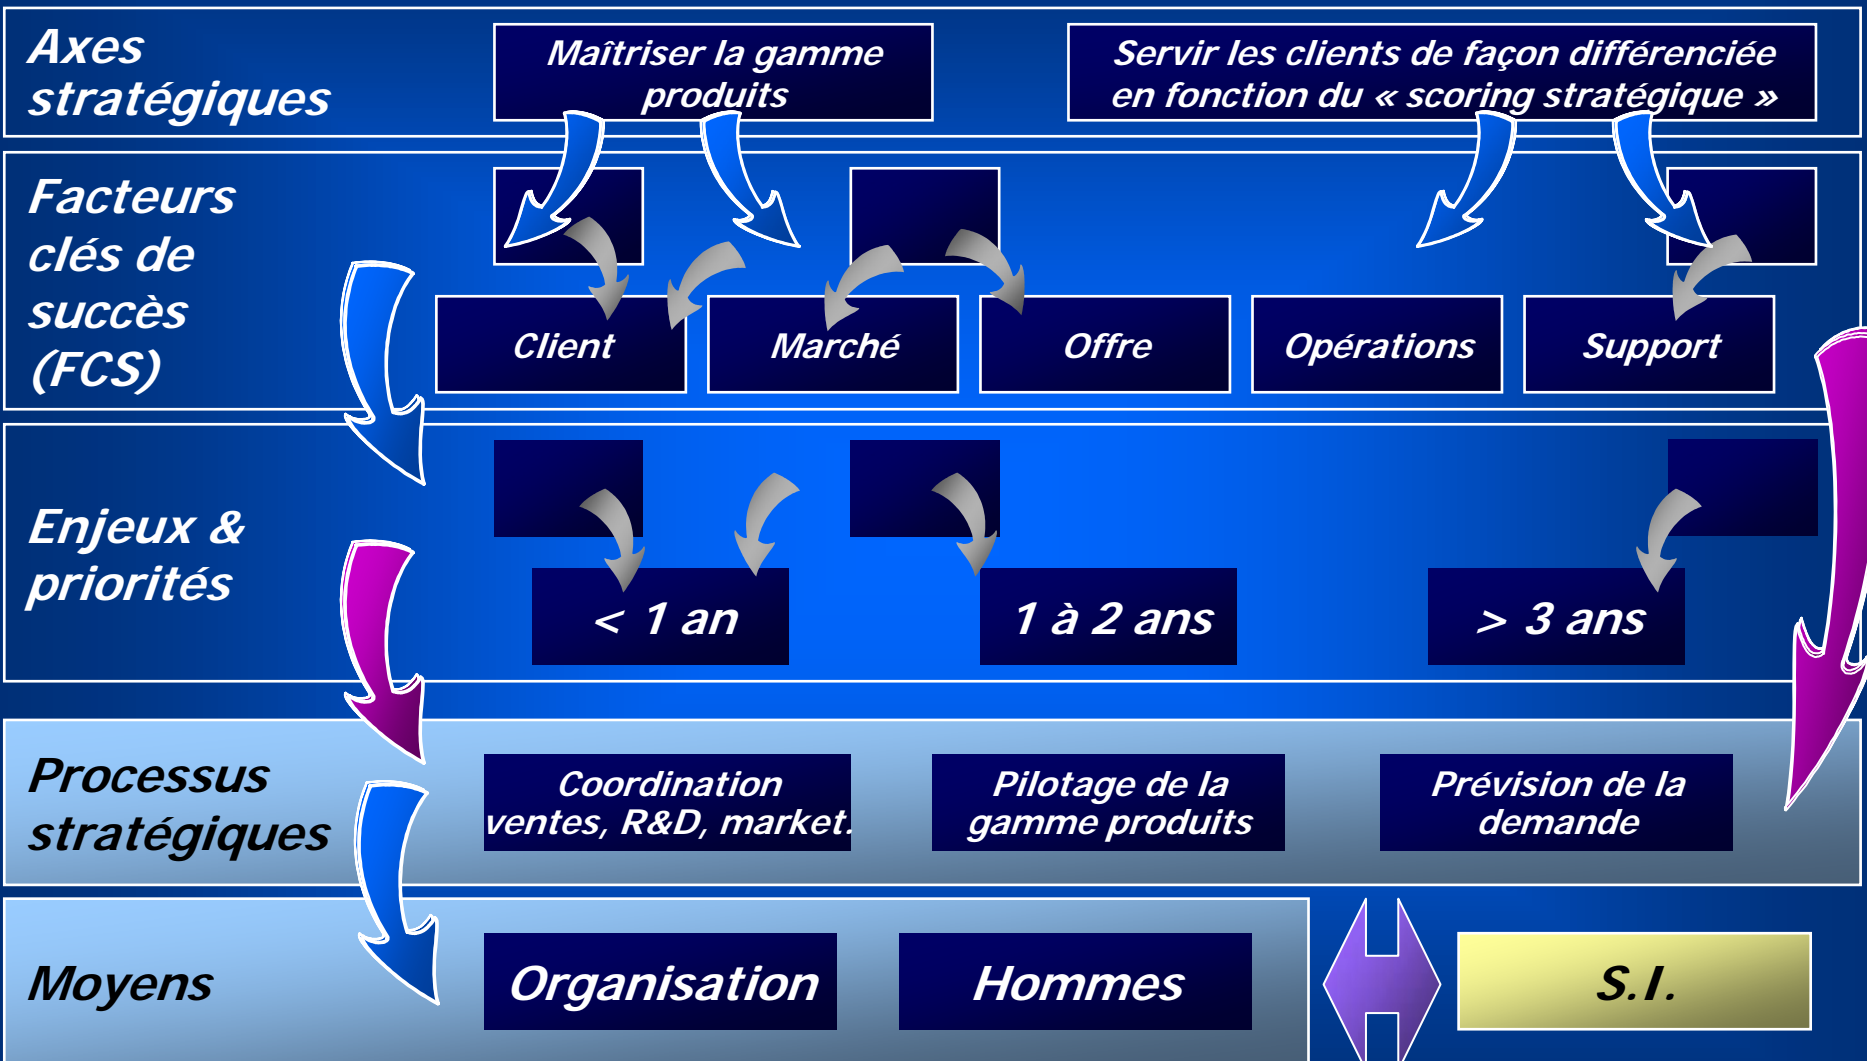 Axes
stratégiques
Maîtriser la gamme
produits
Servir les clients de façon différenciée
en fonction du « scoring stratégique »
Facteurs
clés de
succès
(FCS)
Client
Marché
Offre
Opérations
Support
Enjeux &
priorités
< 1 an
1 à 2 ans
> 3 ans
Processus
stratégiques
Coordination
ventes, R&D, market.
Pilotage de la
gamme produits
Prévision de la
demande
Moyens
Organisation
Hommes
S.I.